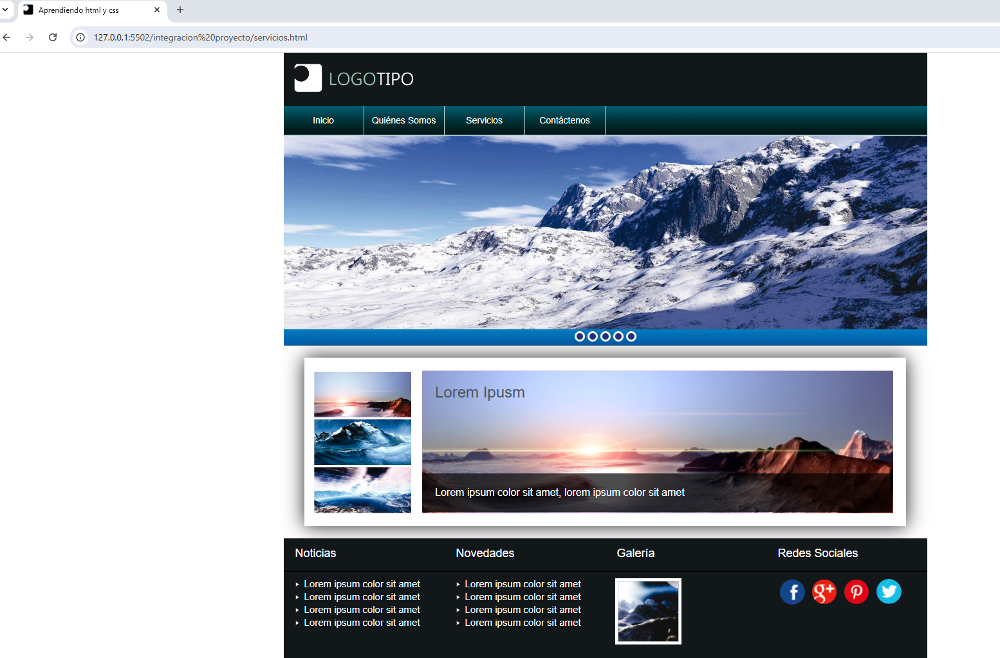 Aprendiendo html y css
127.0.0.1:5502/integracion%20proyecto/servicios.html
LOGOTIPO
Inicio Quiénes Somos Servicios Contáctenos
Lorem Ipusm
Lorem ipsum color sit amet, lorem ipsum color sit amet
Noticias Novedades Galería Redes Sociales
Lorem ipsum color sit amet Lorem ipsum color sit amet
Lorem ipsum color sit amet Lorem ipsum color sit amet
Lorem ipsum color sit amet Lorem ipsum color sit amet
Lorem ipsum color sit amet Lorem ipsum color sit amet